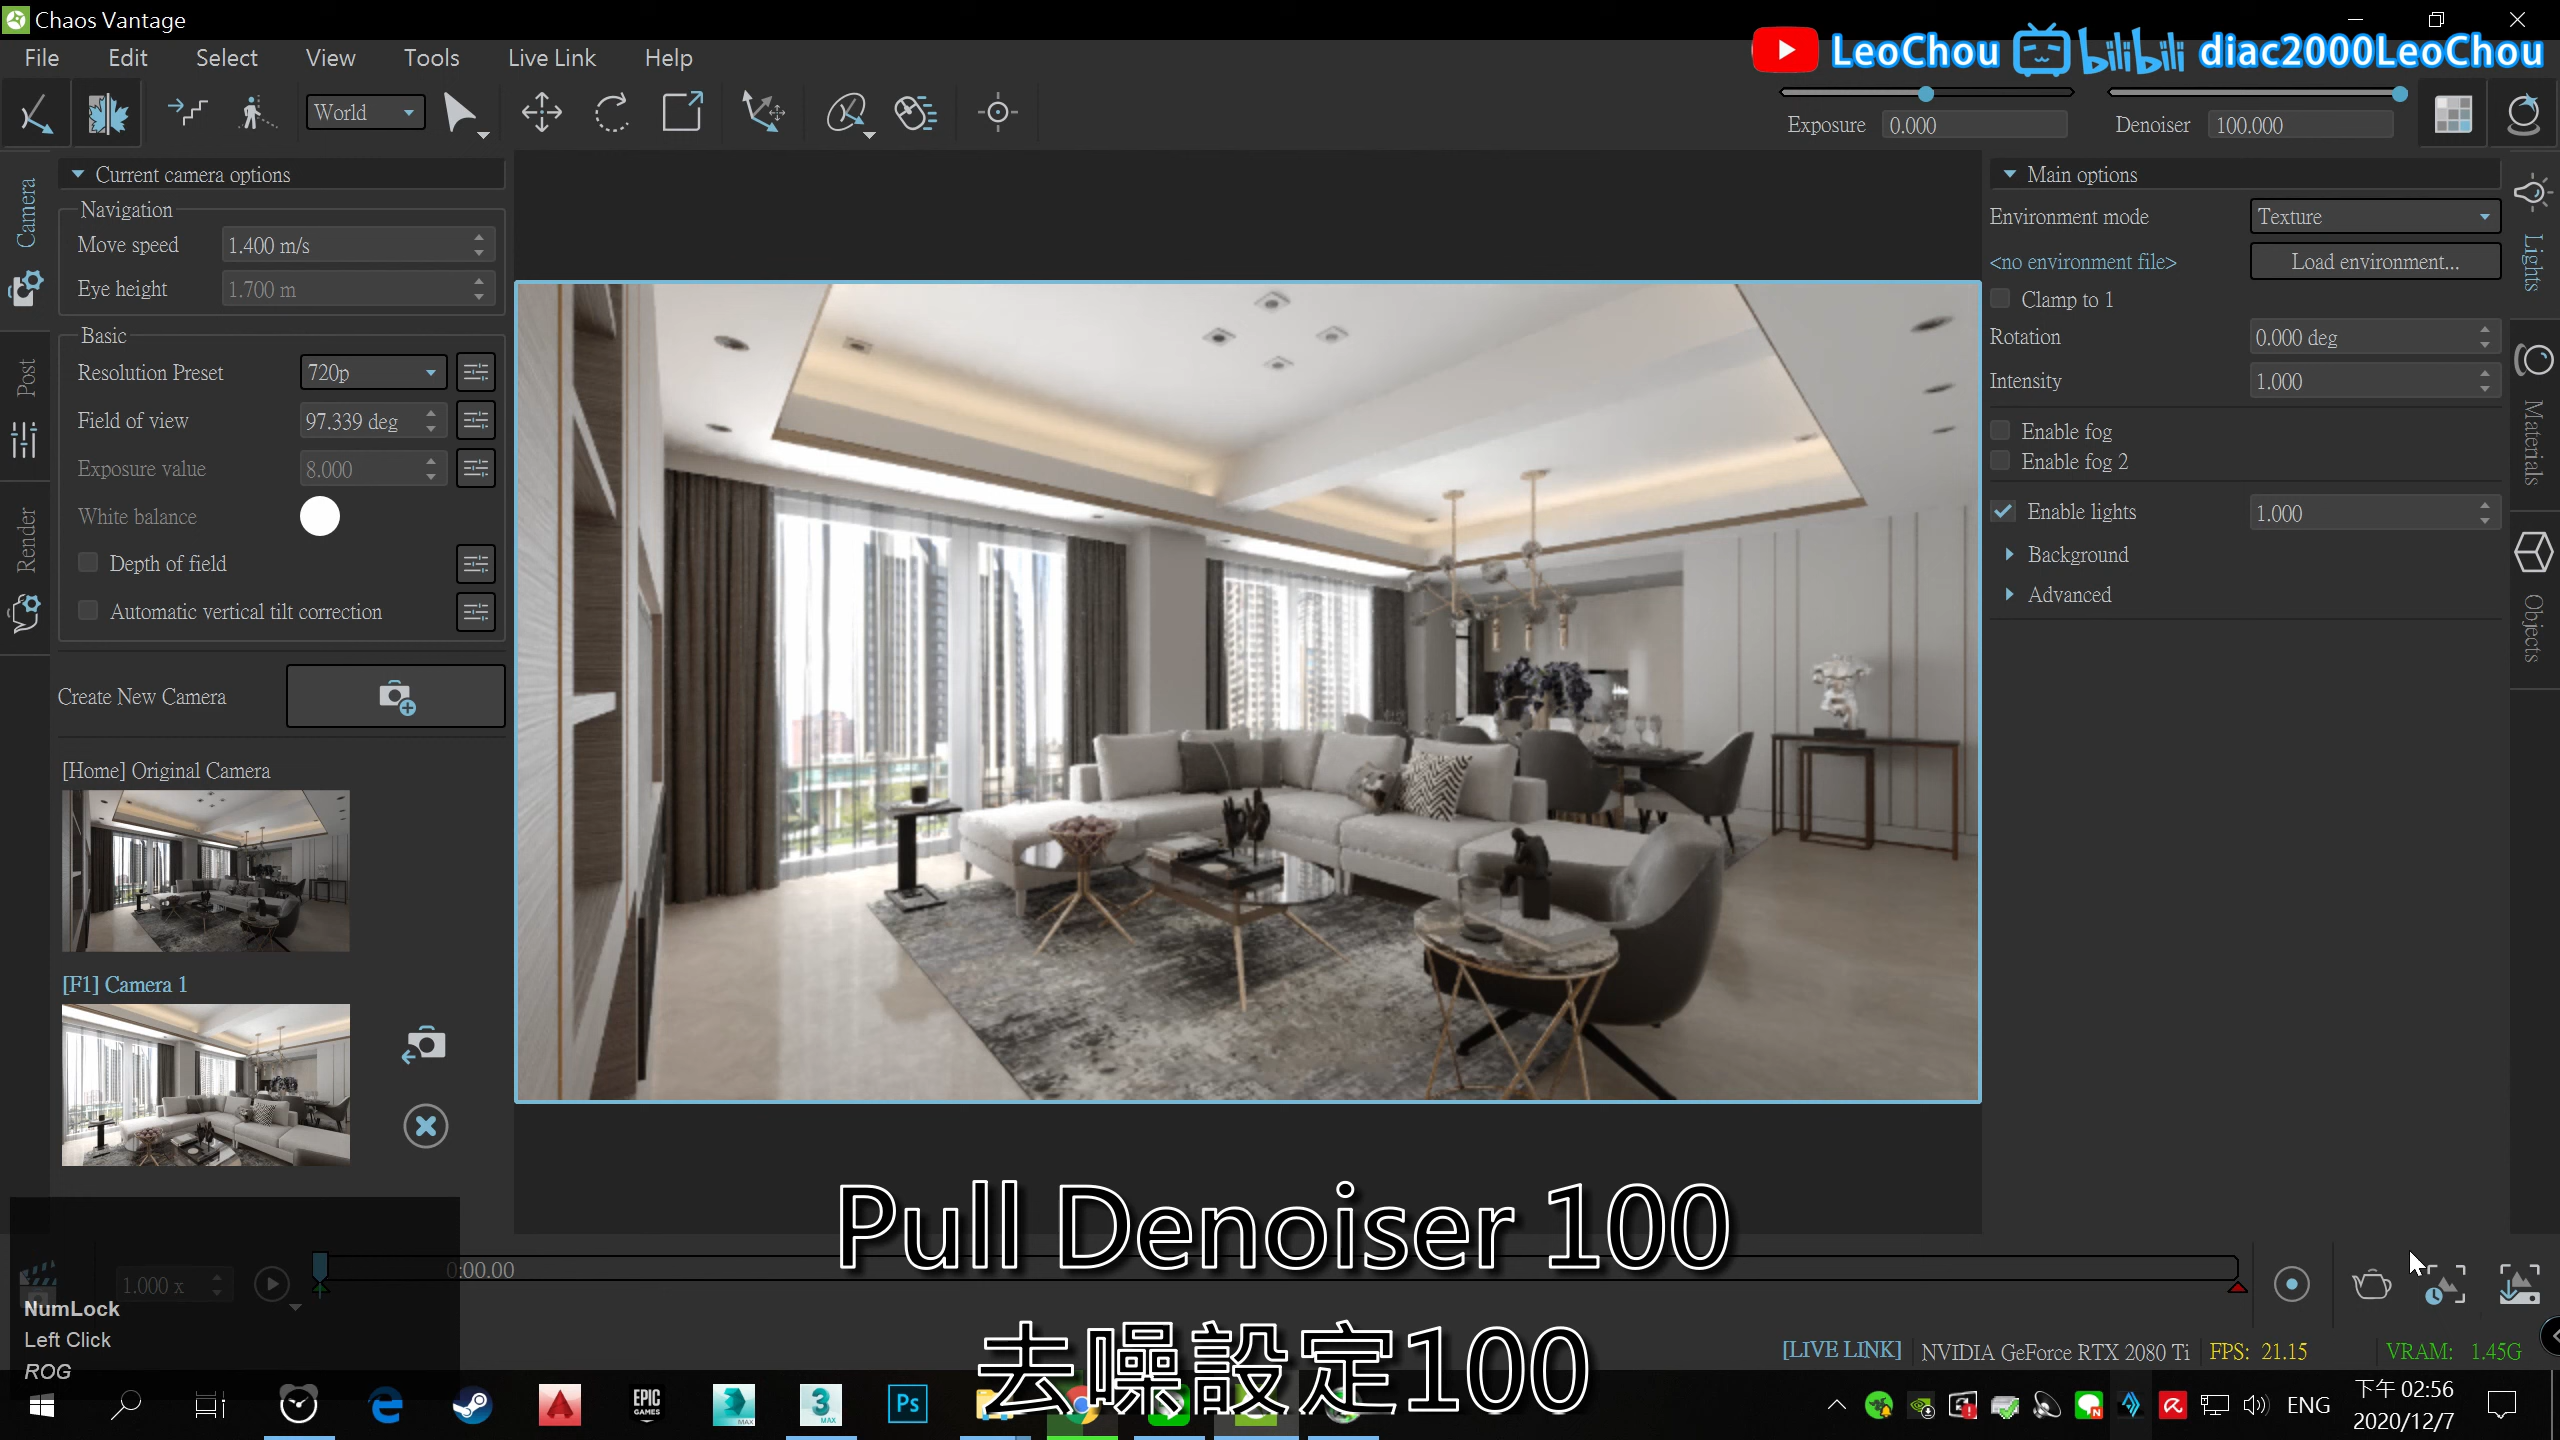 Chaos Vantage
File Edit Select View Tools Live Link Help
LeoChou bilibili diac2000LeoChou
World
Exposure 0.000
Denoiser 100.000
Camera
Post
Render
Current camera options
Navigation
Move speed 1.400 m/s
Eye height 1.700 m
Basic
Resolution Preset 720p
Field of view 97.339 deg
Exposure value 8.000
White balance
Depth of field
Automatic vertical tilt correction
Create New Camera
[Home] Original Camera
[F1] Camera 1
Main options
Environment mode Texture
<no environment file> Load environment...
Clamp to 1
Rotation 0.000 deg
Intensity 1.000
Enable fog
Enable fog 2
Enable lights 1.000
Background
Advanced
Lights
Materials
Objects
Pull Denoiser 100
去噪設定100
1.000 x
0:00.00
NumLock
Left Click
ROG
[LIVE LINK] NVIDIA GeForce RTX 2080 Ti FPS: 21.15 VRAM: 1.45G
EPIC
GAMES
MAX
3
MAX
Ps
ENG
下午 02:56
2020/12/7